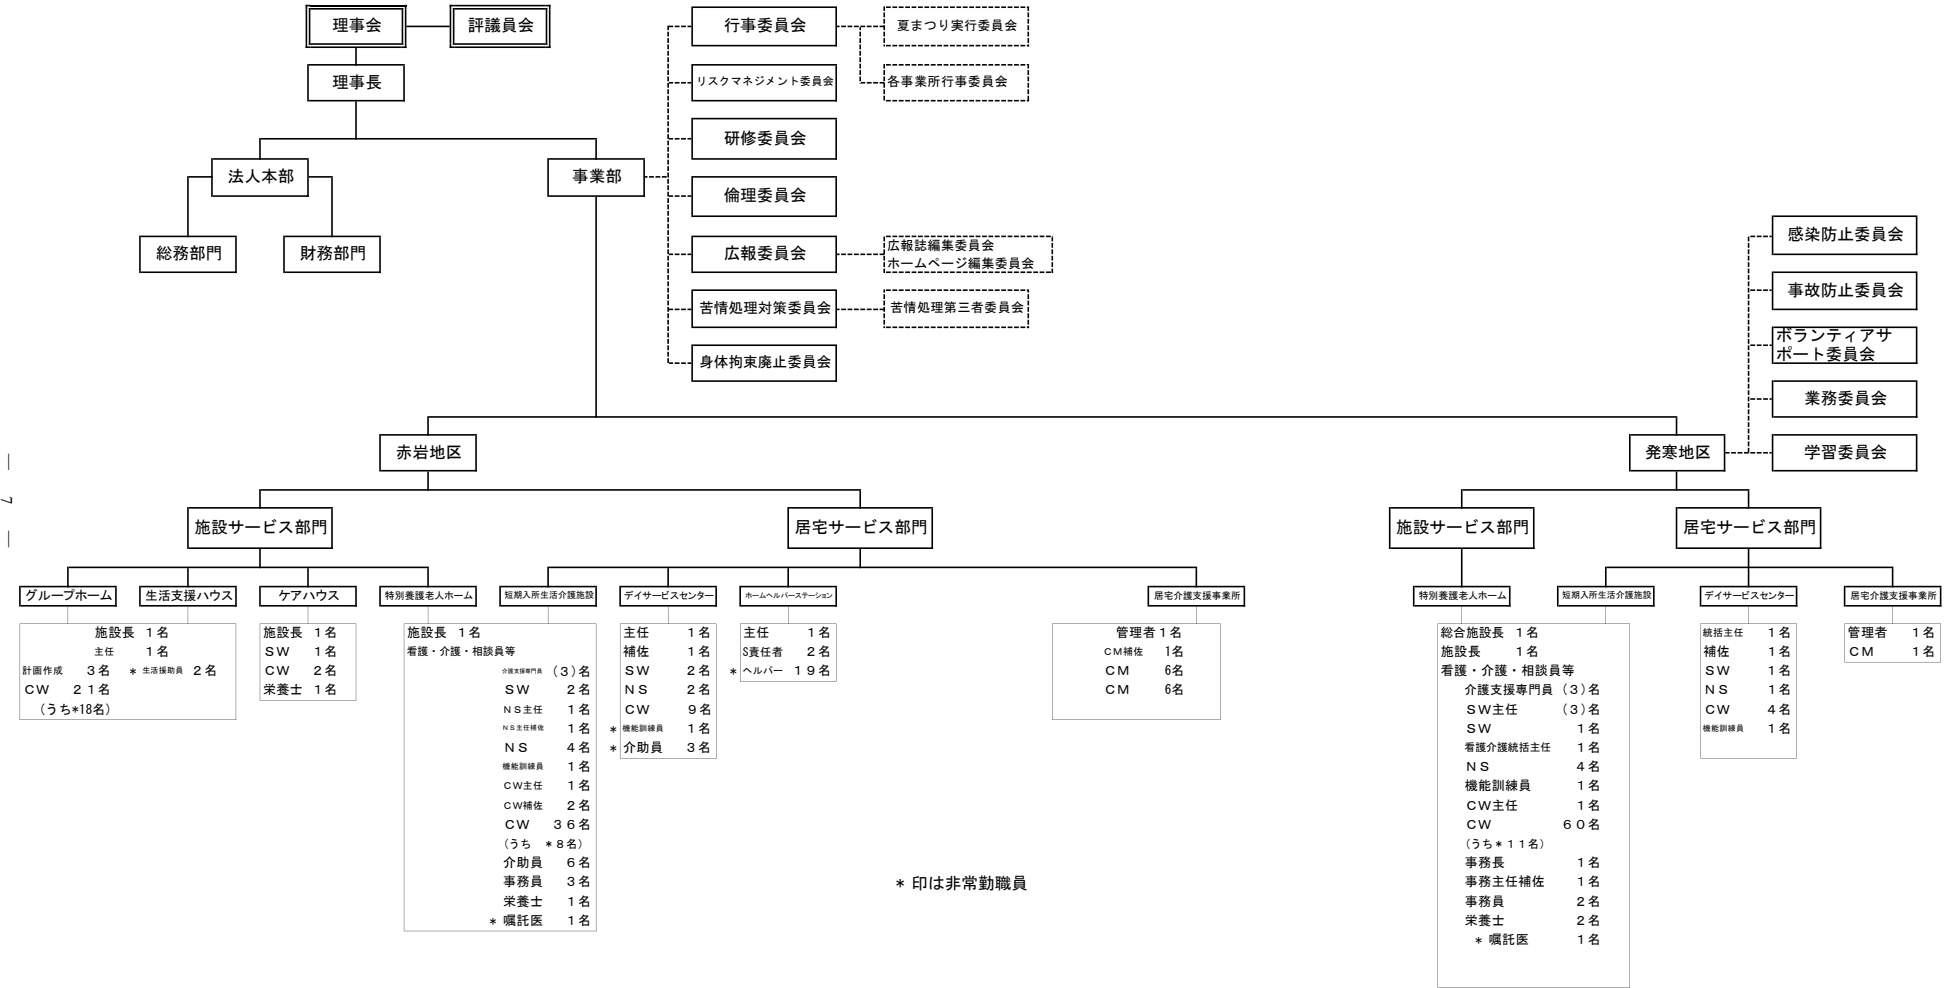 理事会
評議員会
理事長
法人本部
事業部
総務部門
財務部門
行事委員会
夏まつり実行委員会
各事業所行事委員会
リスクマネジメント委員会
研修委員会
倫理委員会
広報委員会
広報誌編集委員会
ホームページ編集委員会
苦情処理対策委員会
苦情処理第三者委員会
身体拘束廃止委員会
感染防止委員会
事故防止委員会
ボランティアサ
ポート委員会
業務委員会
学習委員会
赤岩地区
発寒地区
施設サービス部門
居宅サービス部門
施設サービス部門
居宅サービス部門
グループホーム
生活支援ハウス
ケアハウス
特別養護老人ホーム
短期入所生活介護施設
デイサービスセンター
ホームヘルパーステーション
居宅介護支援事業所
特別養護老人ホーム
短期入所生活介護施設
デイサービスセンター
居宅介護支援事業所
施設長 1名
主任 1名
計画作成 3名 * 生活援助員 2名
CW 21名
(うち*18名)
施設長 1名
SW 1名
CW 2名
栄養士 1名
施設長 1名
看護・介護・相談員等
介護支援専門員 (3)名
SW 2名
NS主任 1名
NS主任補佐 1名
NS 4名
機能訓練員 1名
CW主任 1名
CW補佐 2名
CW 36名
(うち *8名)
介助員 6名
事務員 3名
栄養士 1名
* 嘱託医 1名
主任 1名
補佐 1名
SW 2名
NS 2名
CW 9名
* 機能訓練員 1名
* 介助員 3名
主任 1名
S責任者 2名
* ヘルバー 19名
管理者 1名
CM補佐 1名
CM 6名
CM 6名
総合施設長 1名
施設長 1名
看護・介護・相談員等
介護支援専門員 (3)名
SW主任 (3)名
SW 1名
看護介護統括主任 1名
NS 4名
機能訓練員 1名
CW主任 1名
CW 60名
(うち*11名)
事務長 1名
事務主任補佐 1名
事務員 2名
栄養士 2名
* 嘱託医 1名
統括主任 1名
補佐 1名
SW 1名
NS 1名
CW 4名
機能訓練員 1名
管理者 1名
CM 1名
* 印は非常勤職員
― 7 ―